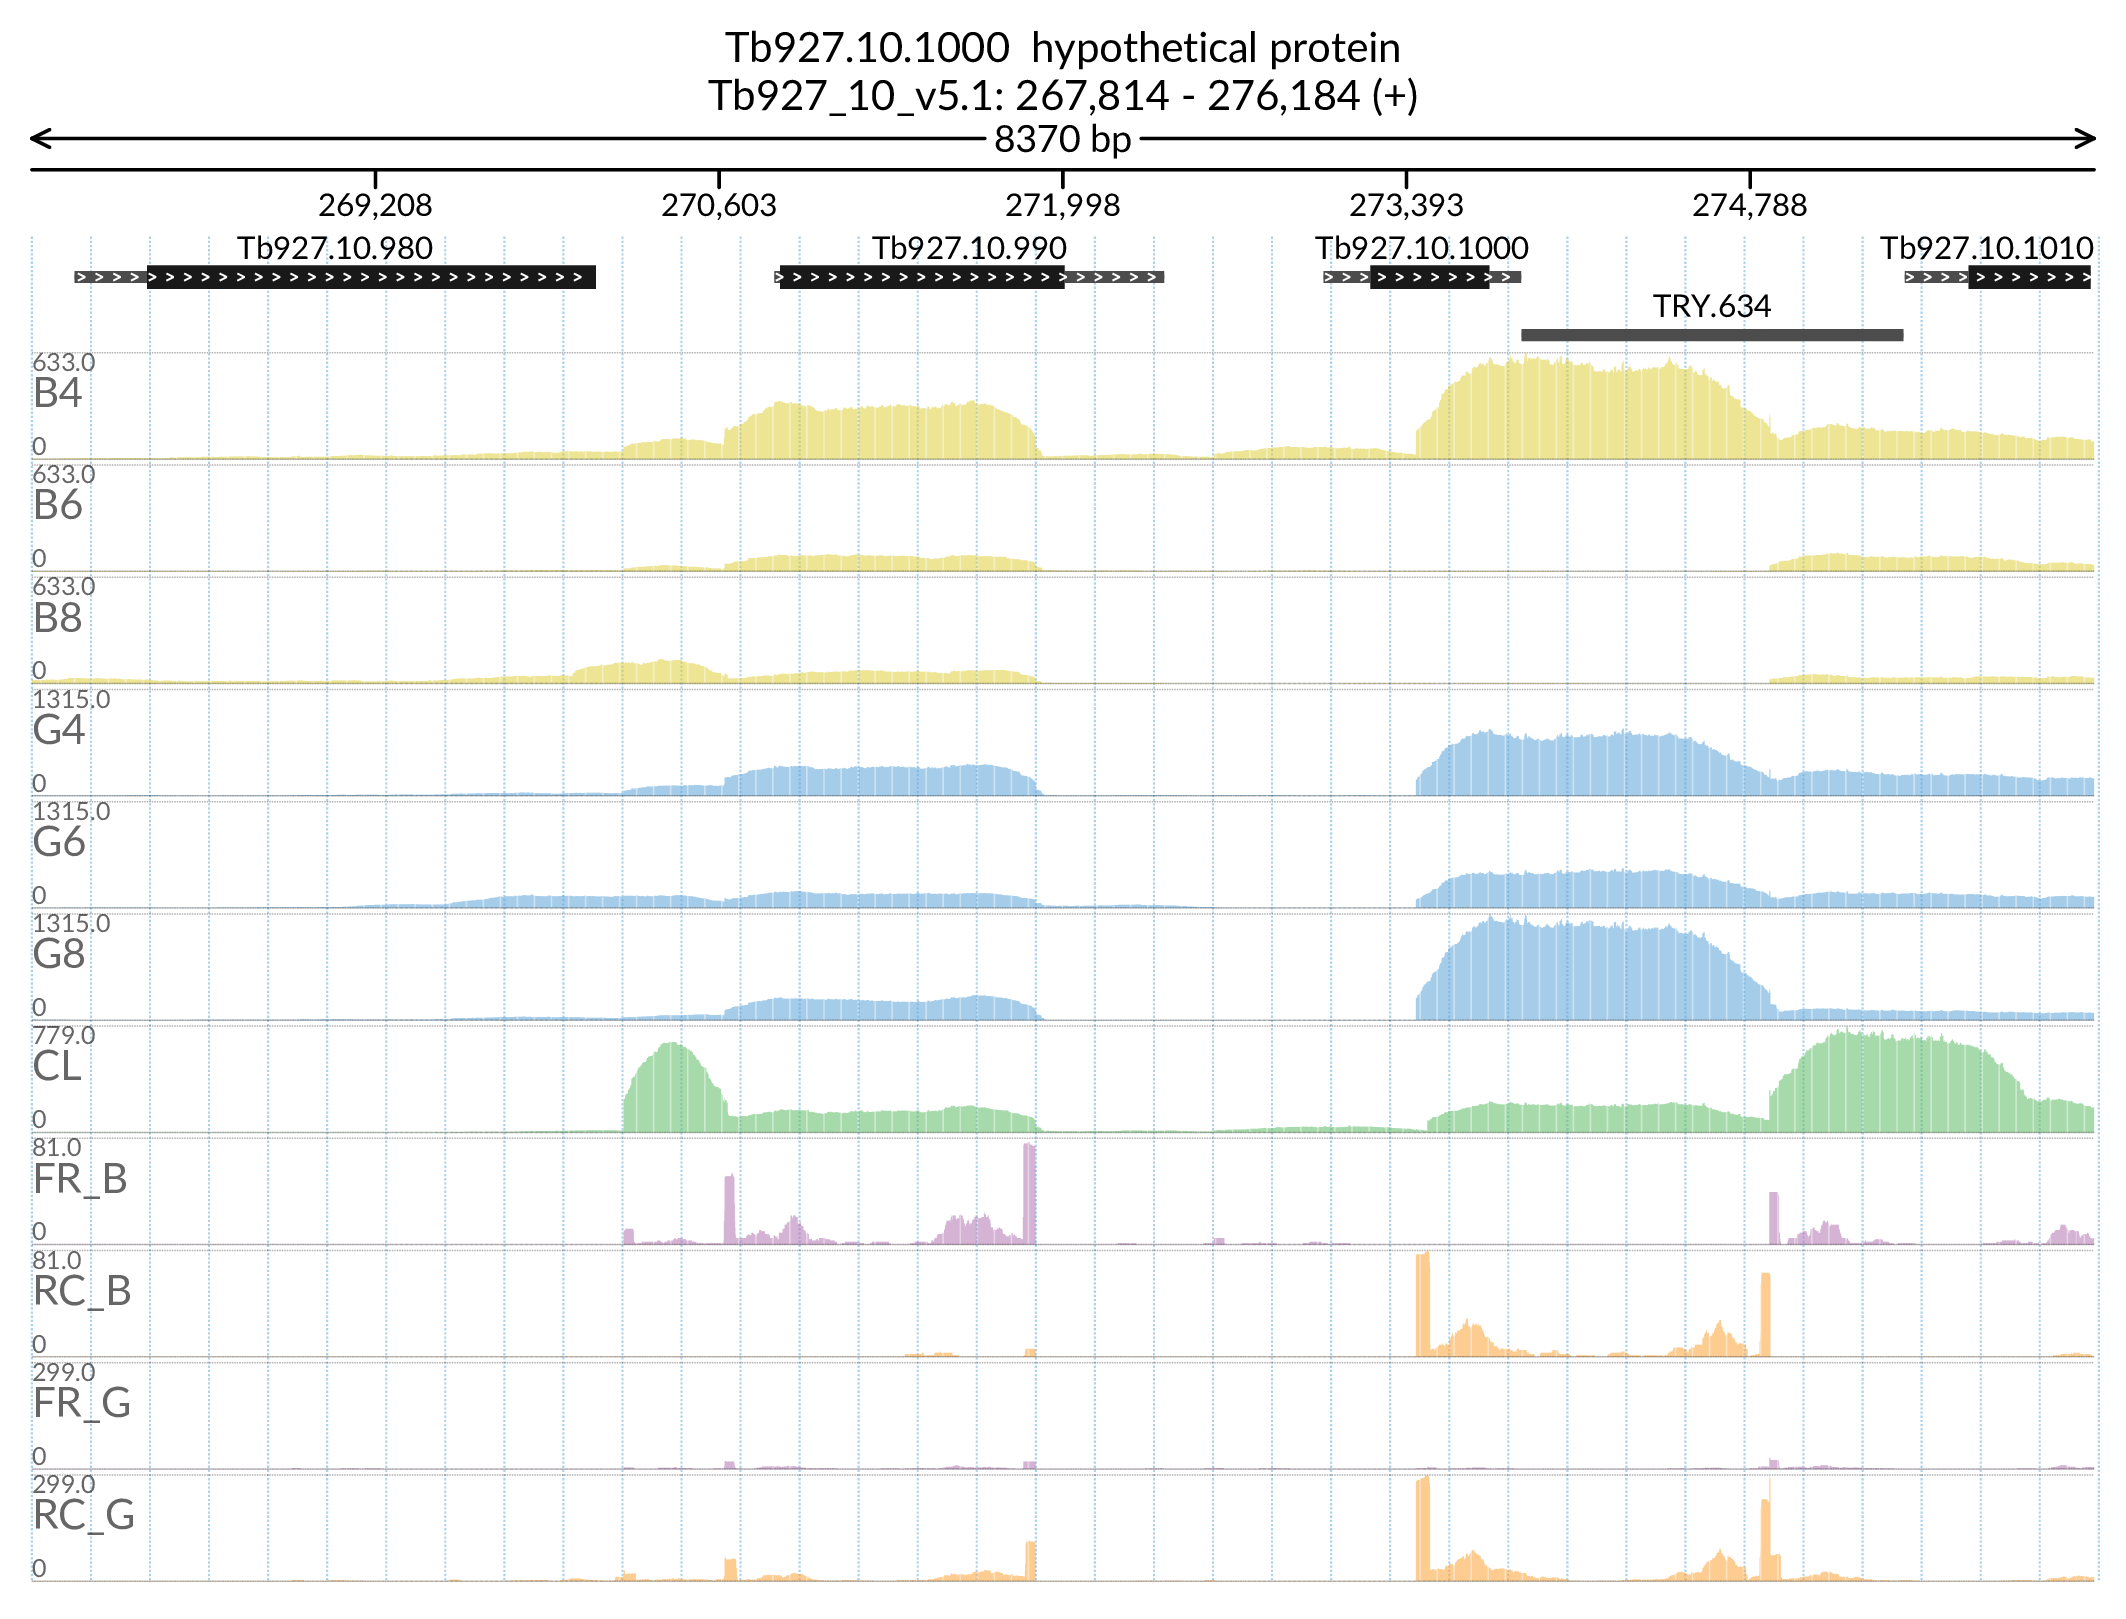 Tb927.10.1000 hypothetical protein
Tb927_10_v5.1: 267,814 - 276,184 (+)
8370 bp
269,208 270,603 271,998 273,393 274,788
Tb927.10.980 Tb927.10.990 Tb927.10.1000 Tb927.10.1010
TRY.634
633.0
B4
0
633.0
B6
0
633.0
B8
0
1315.0
G4
0
1315.0
G6
0
1315.0
G8
0
779.0
CL
0
81.0
FR_B
0
81.0
RC_B
0
299.0
FR_G
0
299.0
RC_G
0